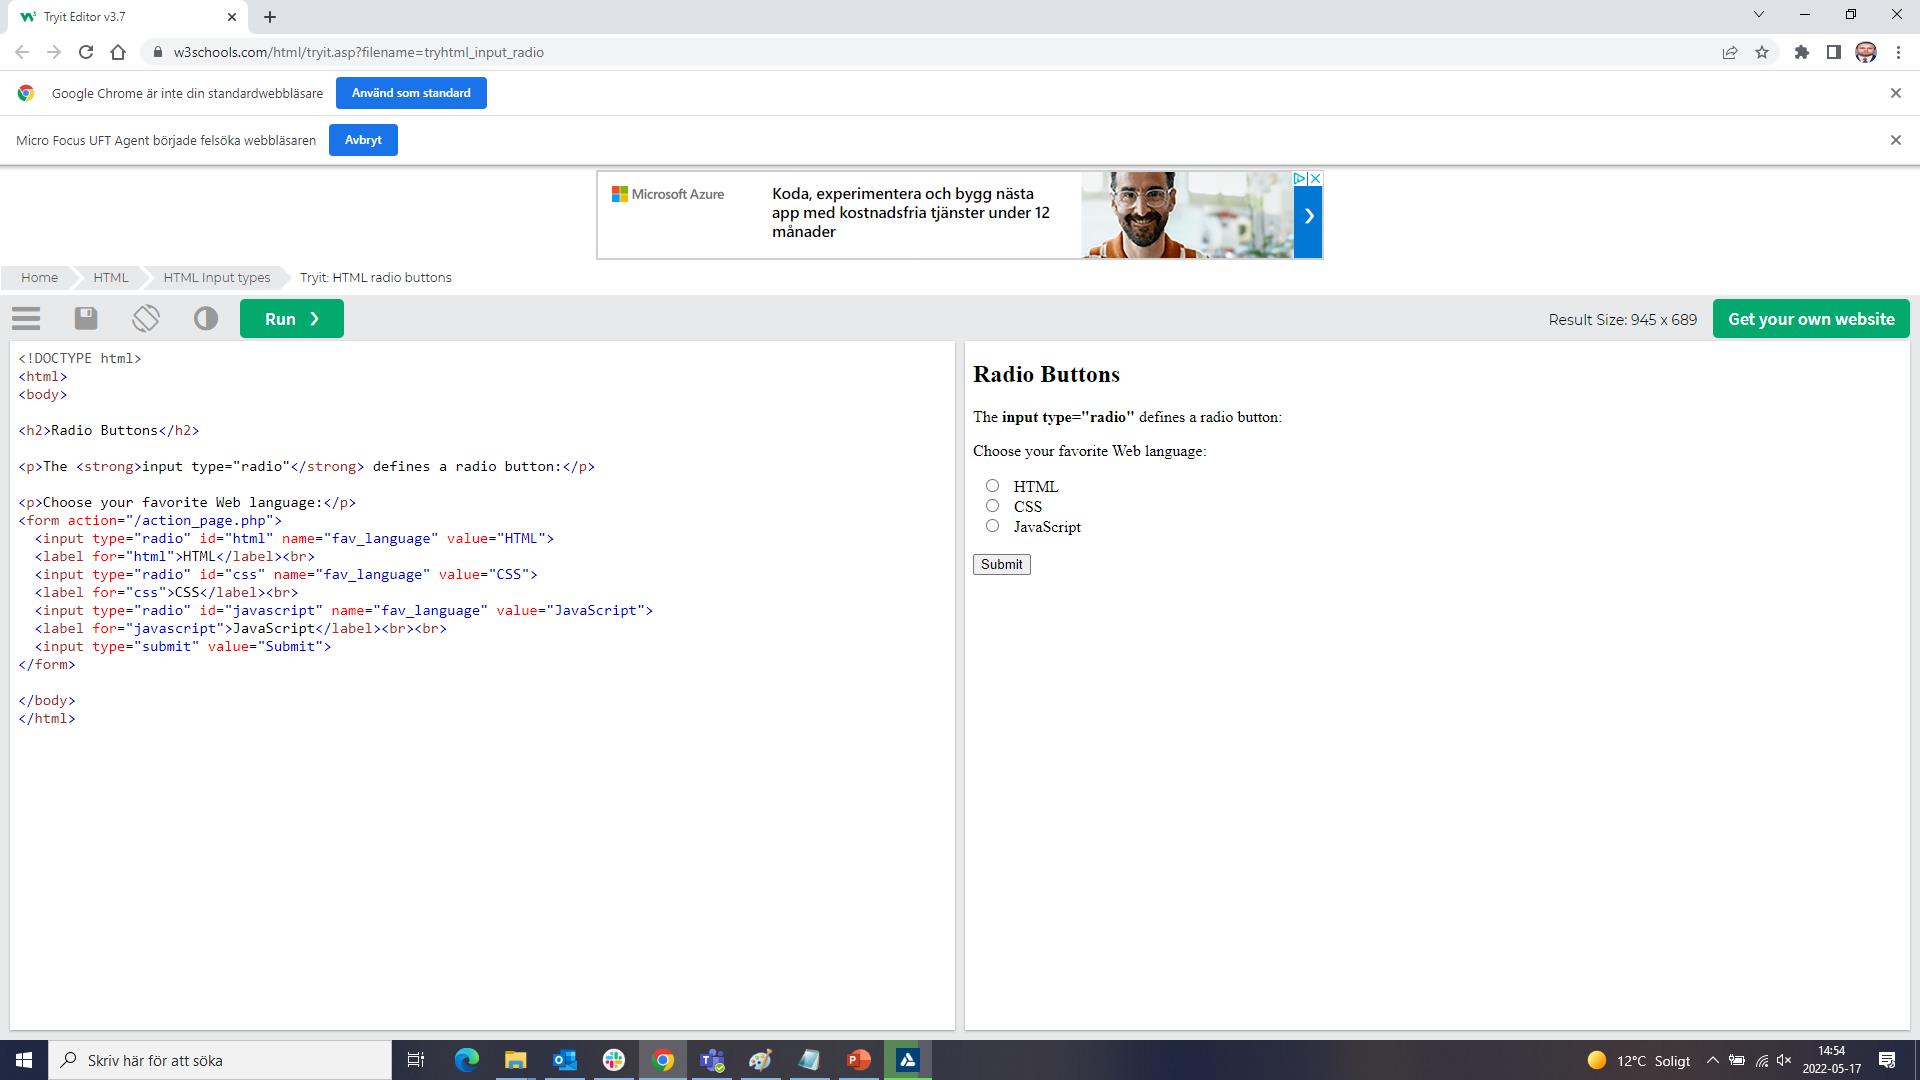 Tryit Editor v3.7
w3schools.com/html/tryit.asp?filename=tryhtml_input_radio
Google Chrome är inte din standardwebbläsare
Använd som standard
Micro Focus UFT Agent började felsöka webbläsaren
Avbryt
Microsoft Azure
Koda, experimentera och bygg nästa
app med kostnadsfria tjänster under 12
månader
Home
HTML
HTML Input types
Tryit: HTML radio buttons
Run ❯
Result Size: 945 x 689
Get your own website
<!DOCTYPE html>
<html>
<body>
<h2>Radio Buttons</h2>
<p>The <strong>input type="radio"</strong> defines a radio button:</p>
<p>Choose your favorite Web language:</p>
<form action="/action_page.php">
  <input type="radio" id="html" name="fav_language" value="HTML">
  <label for="html">HTML</label><br>
  <input type="radio" id="css" name="fav_language" value="CSS">
  <label for="css">CSS</label><br>
  <input type="radio" id="javascript" name="fav_language" value="JavaScript">
  <label for="javascript">JavaScript</label><br><br>
  <input type="submit" value="Submit">
</form>
</body>
</html>
Radio Buttons
The input type="radio" defines a radio button:
Choose your favorite Web language:
HTML
CSS
JavaScript
Submit
Skriv här för att söka
12°C Soligt
14:54
2022-05-17